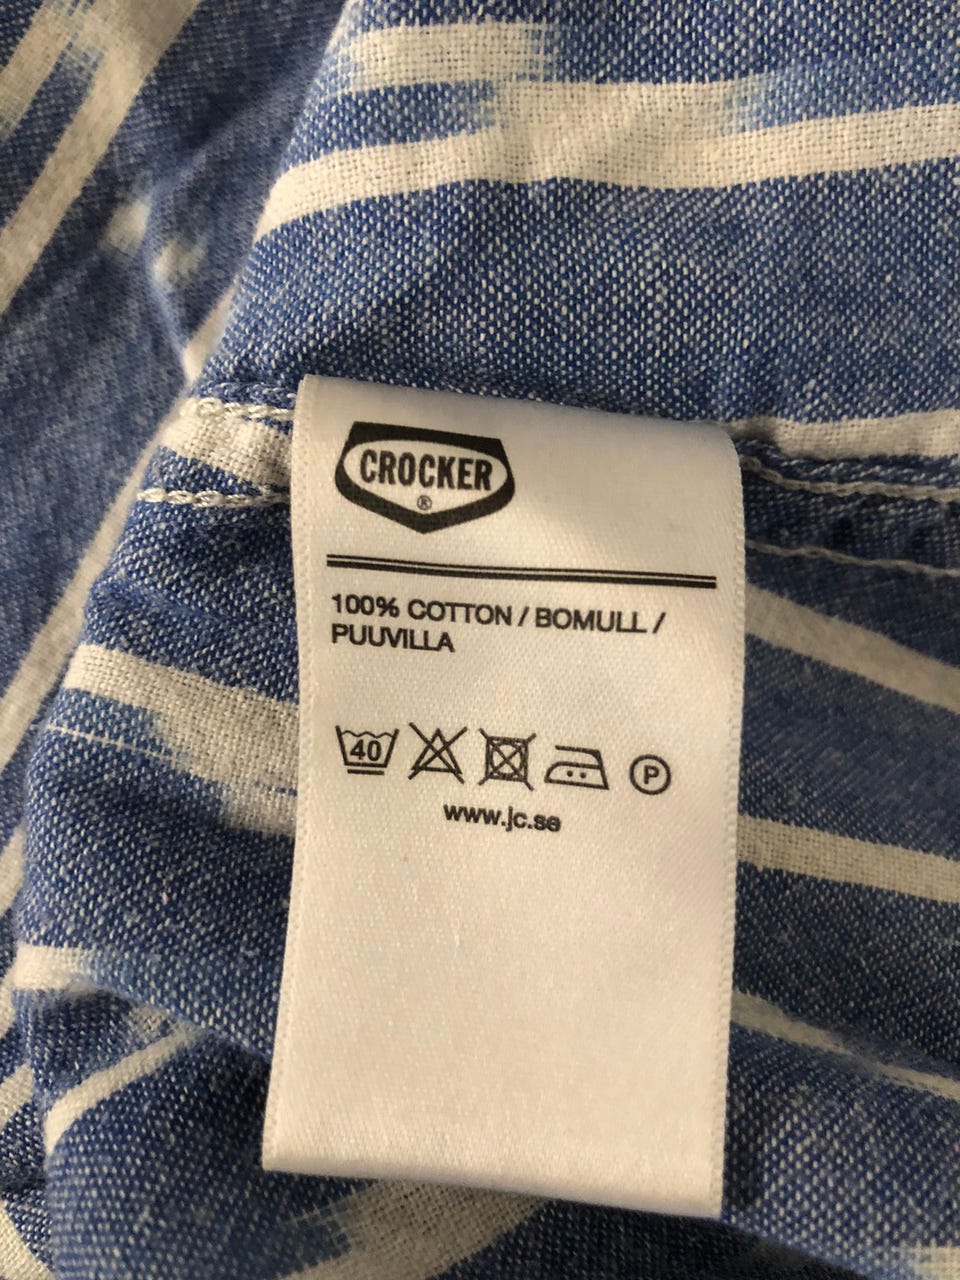 CROCKER
®
100% COTTON / BOMULL /
PUUVILLA
40
P
www.jc.se